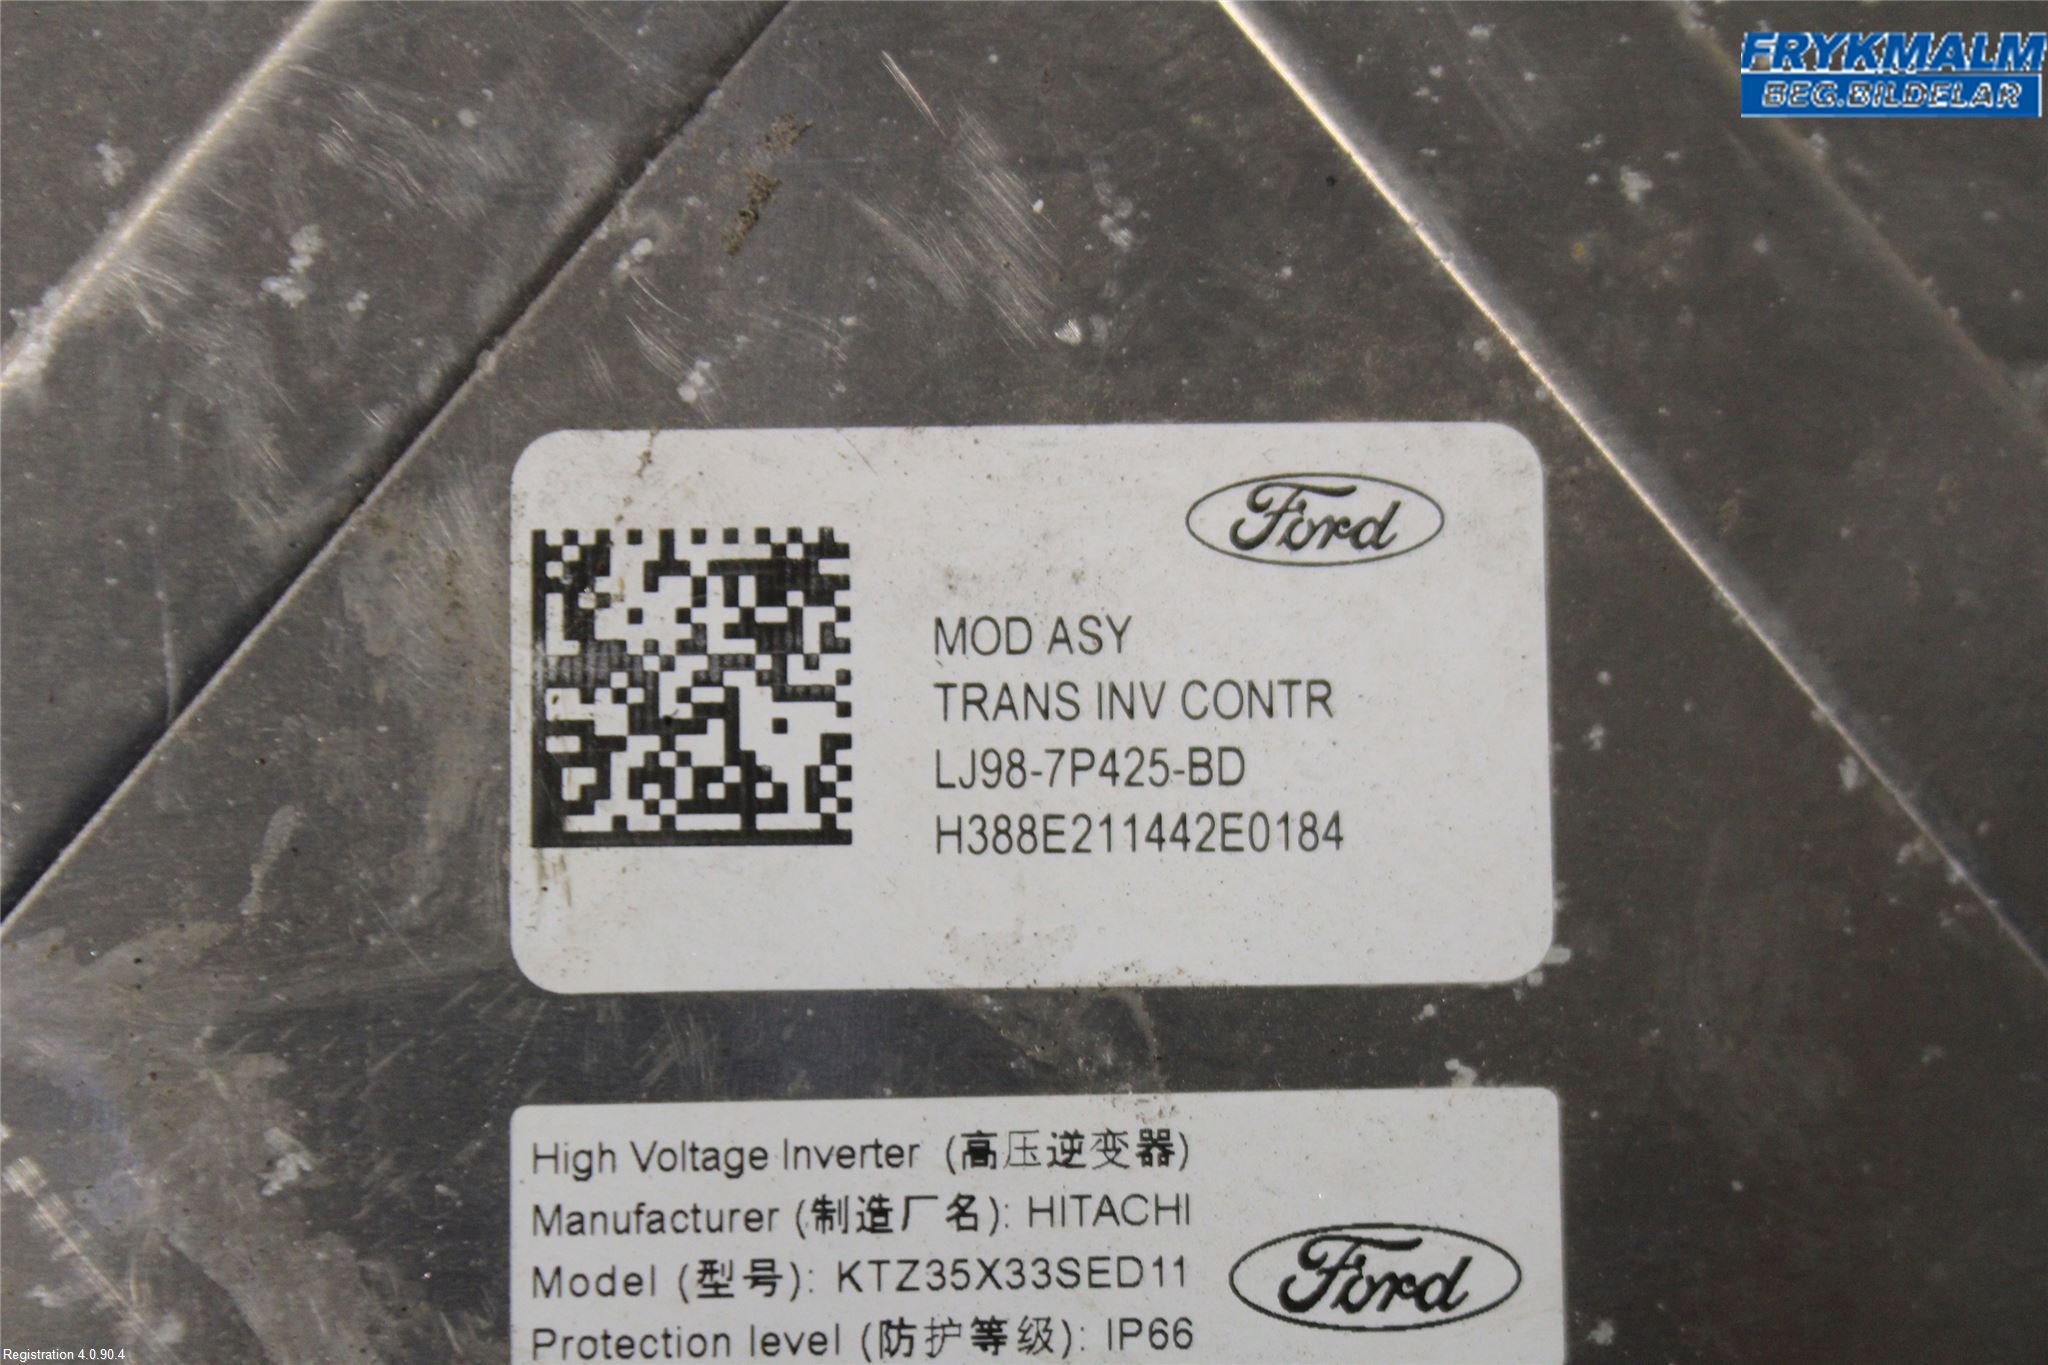 FRYKMALM
BEG.BILDELAR
Ford
MOD ASY
TRANS INV CONTR
LJ98-7P425-BD
H388E211442E0184
High Voltage Inverter (高压逆变器)
Manufacturer (制造厂名): HITACHI
Model (型号): KTZ35X33SED11
Ford
Protection level (防护等级): IP66
Registration 4.0.90.4